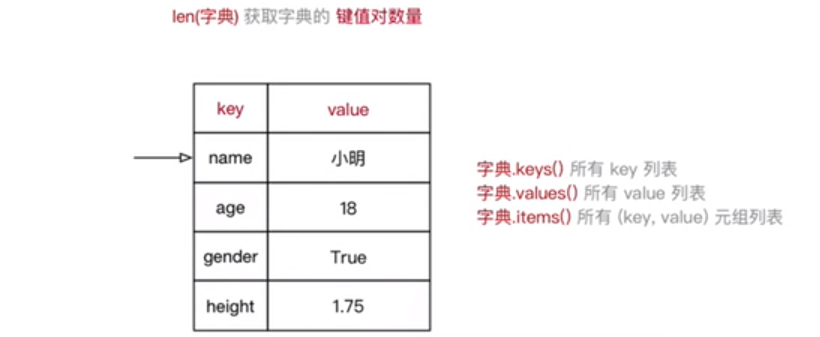 len(字典) 获取字典的 键值对数量
key value
name 小明
age 18
gender True
height 1.75
字典.keys() 所有 key 列表
字典.values() 所有 value 列表
字典.items() 所有 (key, value) 元组列表